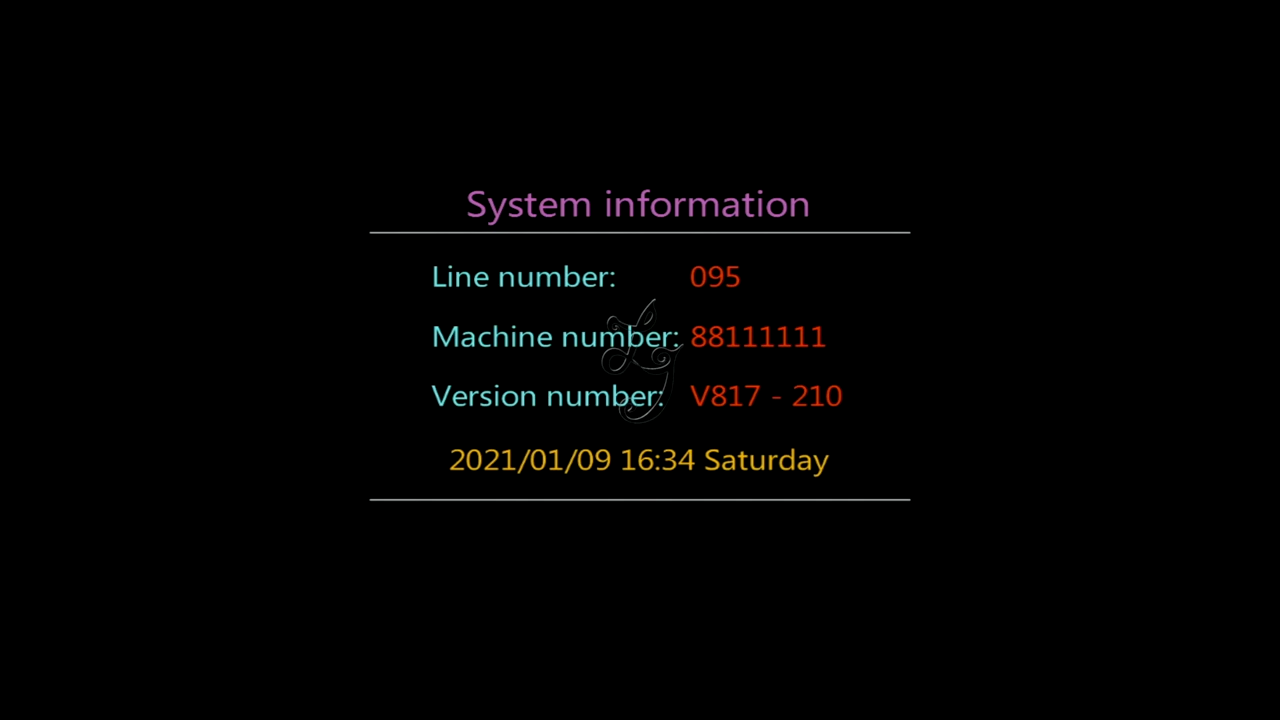 System information
Line number: 095
Machine number: 88111111
Version number: V817 - 210
2021/01/09 16:34 Saturday